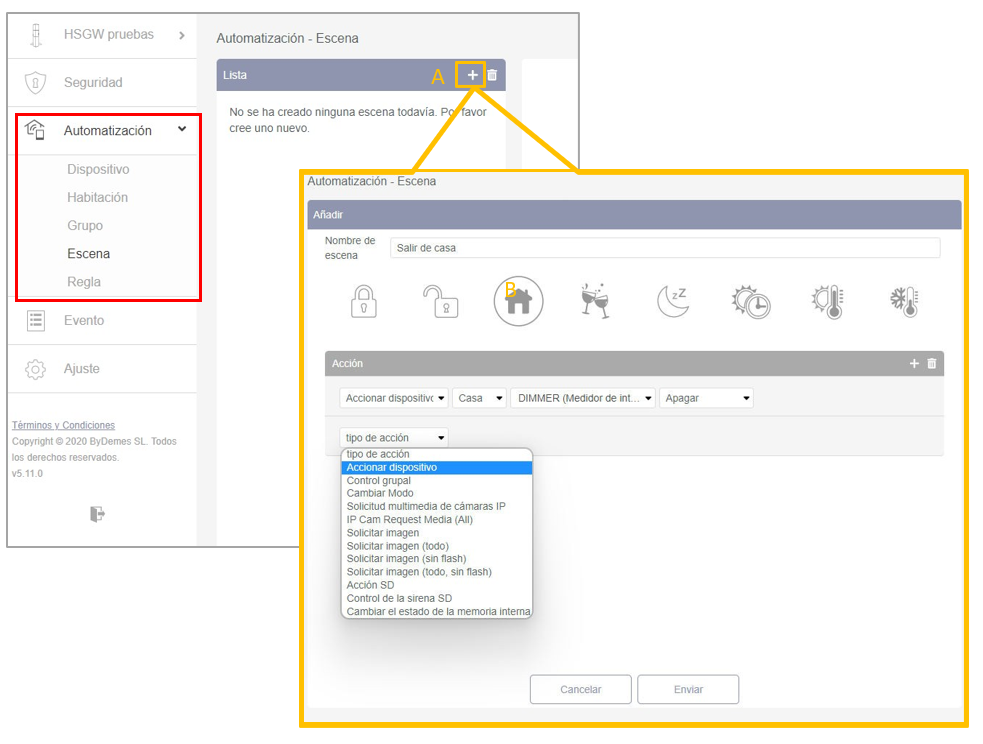 HSGW pruebas
Seguridad
Automatización
Dispositivo
Habitación
Grupo
Escena
Regla
Evento
Ajuste
Términos y Condiciones
Copyright © 2020 ByDemes SL. Todos
los derechos reservados.
v5.11.0
Automatización - Escena
Lista
A
+
No se ha creado ninguna escena todavía. Por favor
cree uno nuevo.
Automatización - Escena
Añadir
Nombre de
escena
Salir de casa
B
z Z
Acción
+
Accionar dispositivo
Casa
DIMMER (Medidor de int...
Apagar
tipo de acción
tipo de acción
Accionar dispositivo
Control grupal
Cambiar Modo
Solicitud multimedia de cámaras IP
IP Cam Request Media (All)
Solicitar imagen
Solicitar imagen (todo)
Solicitar imagen (sin flash)
Solicitar imagen (todo, sin flash)
Acción SD
Control de la sirena SD
Cambiar el estado de la memoria interna
Cancelar
Enviar